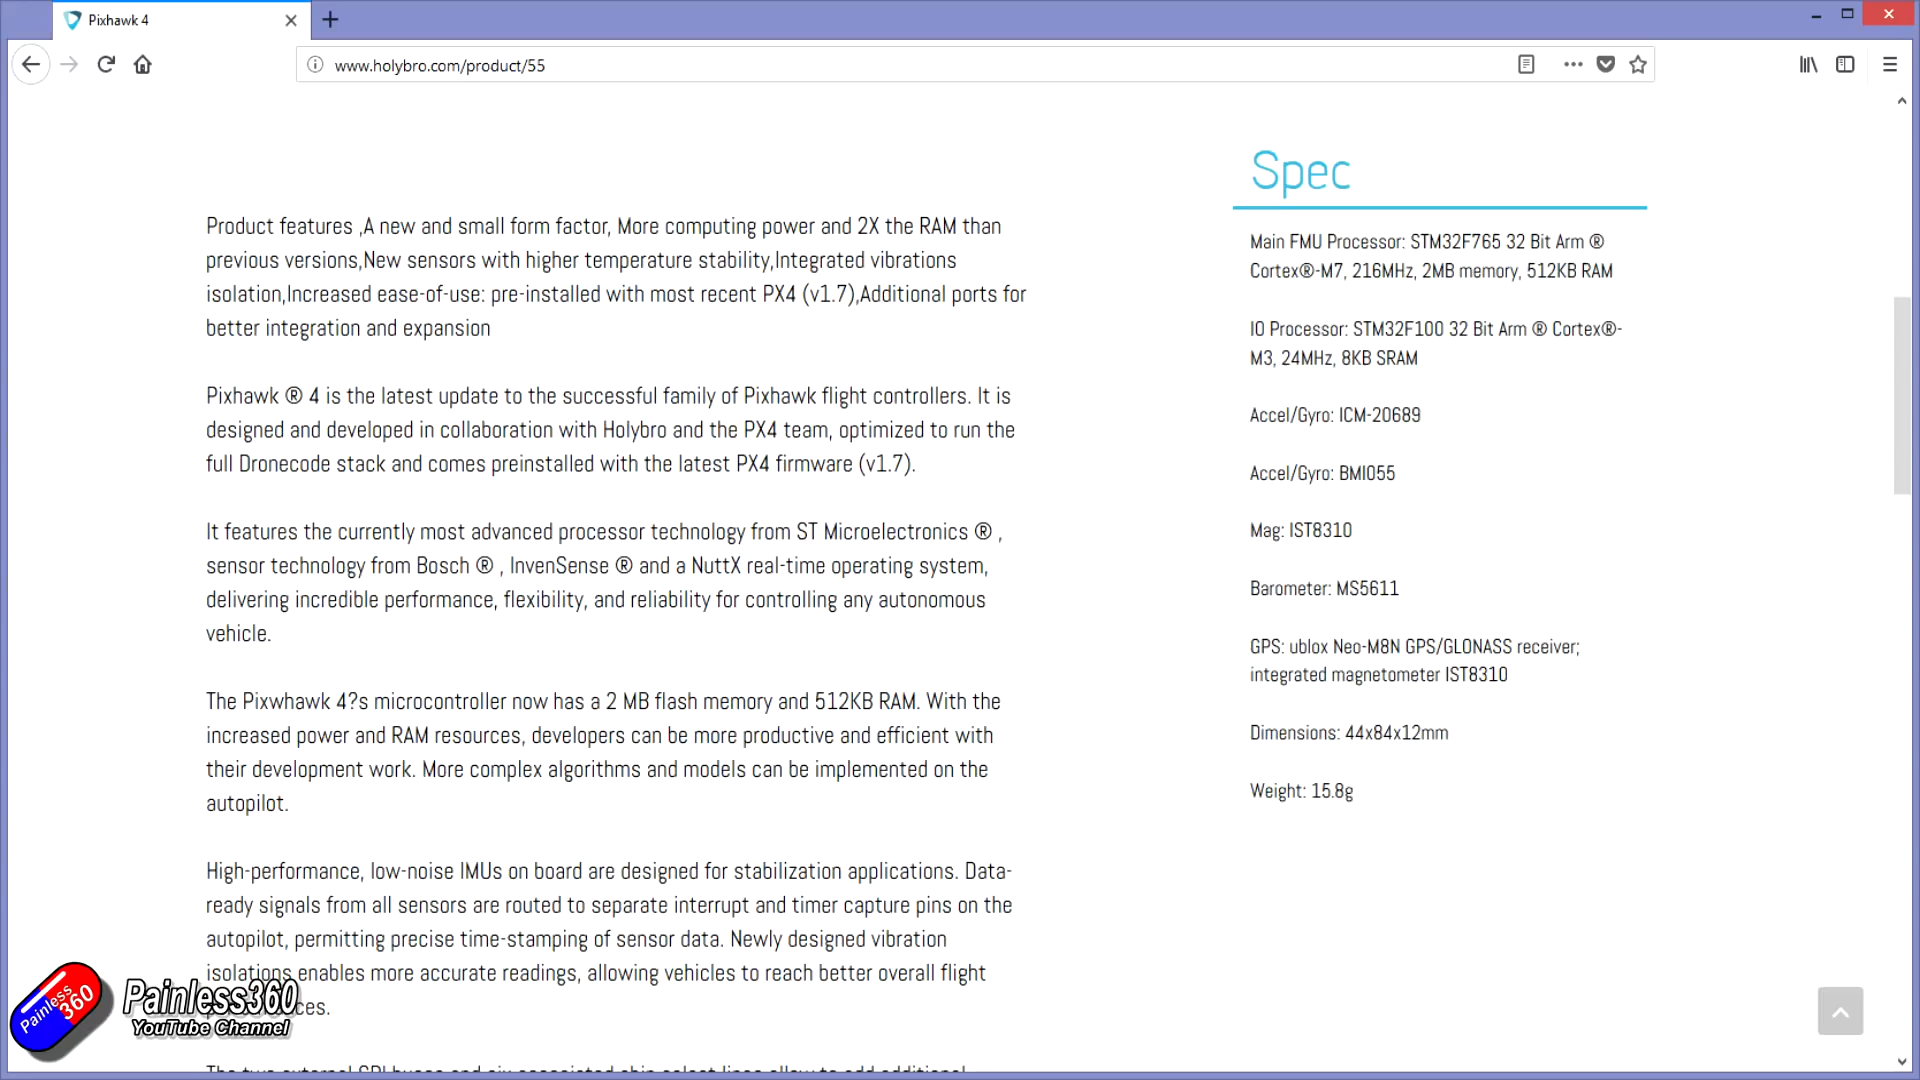 Pixhawk 4
www.holybro.com/product/55
Spec
Product features ,A new and small form factor, More computing power and 2X the RAM than
previous versions,New sensors with higher temperature stability,Integrated vibrations
isolation,Increased ease-of-use: pre-installed with most recent PX4 (v1.7),Additional ports for
better integration and expansion
Pixhawk ® 4 is the latest update to the successful family of Pixhawk flight controllers. It is
designed and developed in collaboration with Holybro and the PX4 team, optimized to run the
full Dronecode stack and comes preinstalled with the latest PX4 firmware (v1.7).
It features the currently most advanced processor technology from ST Microelectronics ® ,
sensor technology from Bosch ® , InvenSense ® and a NuttX real-time operating system,
delivering incredible performance, flexibility, and reliability for controlling any autonomous
vehicle.
The Pixwhawk 4?s microcontroller now has a 2 MB flash memory and 512KB RAM. With the
increased power and RAM resources, developers can be more productive and efficient with
their development work. More complex algorithms and models can be implemented on the
autopilot.
High-performance, low-noise IMUs on board are designed for stabilization applications. Data-
ready signals from all sensors are routed to separate interrupt and timer capture pins on the
autopilot, permitting precise time-stamping of sensor data. Newly designed vibration
isolations enables more accurate readings, allowing vehicles to reach better overall flight
Main FMU Processor: STM32F765 32 Bit Arm ®
Cortex®-M7, 216MHz, 2MB memory, 512KB RAM
IO Processor: STM32F100 32 Bit Arm ® Cortex®-
M3, 24MHz, 8KB SRAM
Accel/Gyro: ICM-20689
Accel/Gyro: BMI055
Mag: IST8310
Barometer: MS5611
GPS: ublox Neo-M8N GPS/GLONASS receiver;
integrated magnetometer IST8310
Dimensions: 44x84x12mm
Weight: 15.8g
Painless
360
Painless360
YouTube Channel